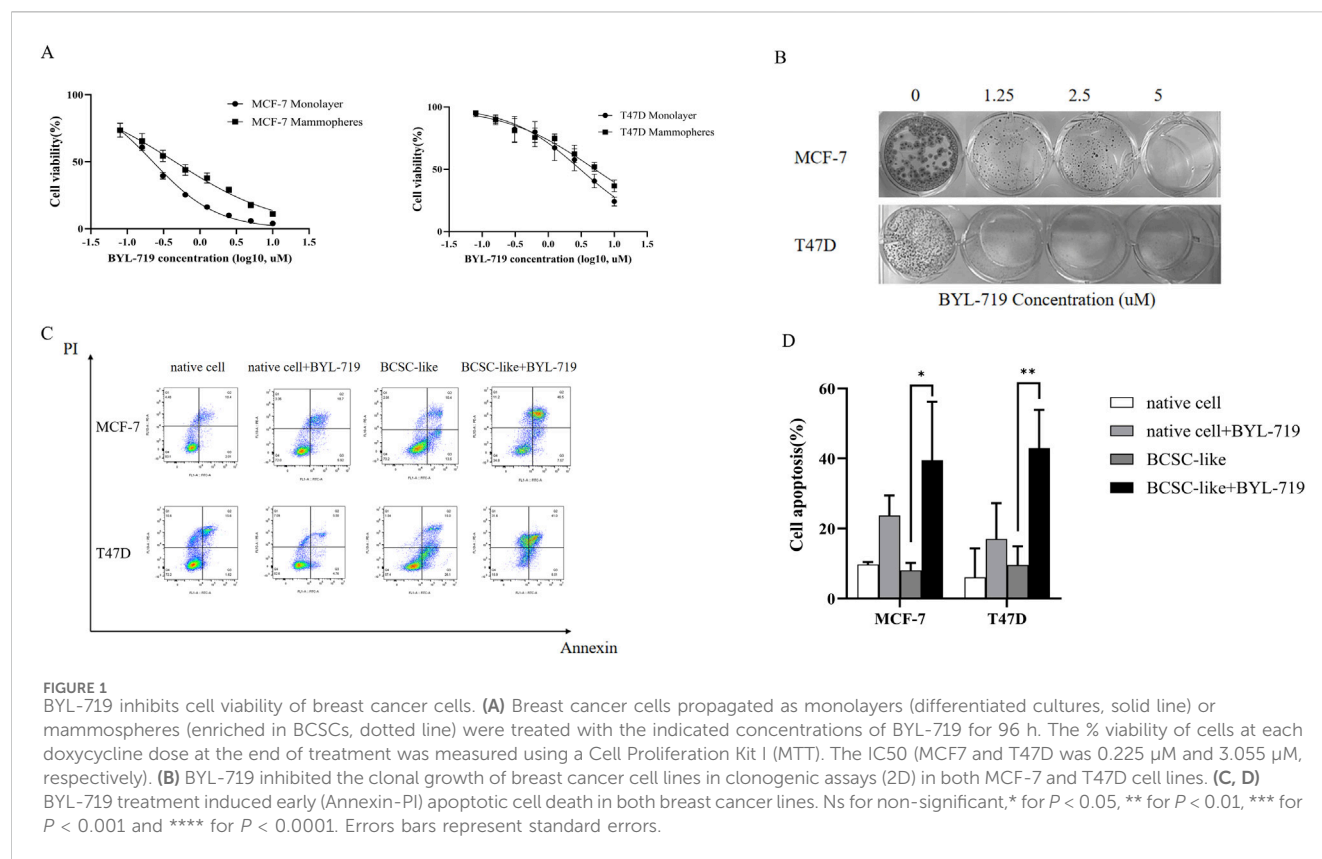 A
100
50
0
Cell viability(%)
MCF-7 Monolayer
MCF-7 Mammopheres
-1.5 -1.0 -0.5 0.0 0.5 1.0 1.5
BYL-719 concentration (log10, uM)
100
50
0
Cell viability(%)
T47D Monolayer
T47D Mammopheres
-1.5 -1.0 -0.5 0.0 0.5 1.0 1.5
BYL-719 concentration (log10, uM)
B
0 1.25 2.5 5
MCF-7
T47D
BYL-719 Concentration (uM)
C
PI
native cell native cell+BYL-719 BCSC-like BCSC-like+BYL-719
MCF-7
T47D
Annexin
D
* **
60
40
20
0
Cell apoptosis(%)
MCF-7 T47D
native cell
native cell+BYL-719
BCSC-like
BCSC-like+BYL-719
FIGURE 1
BYL-719 inhibits cell viability of breast cancer cells. (A) Breast cancer cells propagated as monolayers (differentiated cultures, solid line) or
mammospheres (enriched in BCSCs, dotted line) were treated with the indicated concentrations of BYL-719 for 96 h. The % viability of cells at each
doxycycline dose at the end of treatment was measured using a Cell Proliferation Kit I (MTT). The IC50 (MCF7 and T47D was 0.225 µM and 3.055 µM,
respectively). (B) BYL-719 inhibited the clonal growth of breast cancer cell lines in clonogenic assays (2D) in both MCF-7 and T47D cell lines. (C, D)
BYL-719 treatment induced early (Annexin-PI) apoptotic cell death in both breast cancer lines. Ns for non-significant,* for P < 0.05, ** for P < 0.01, *** for
P < 0.001 and **** for P < 0.0001. Errors bars represent standard errors.